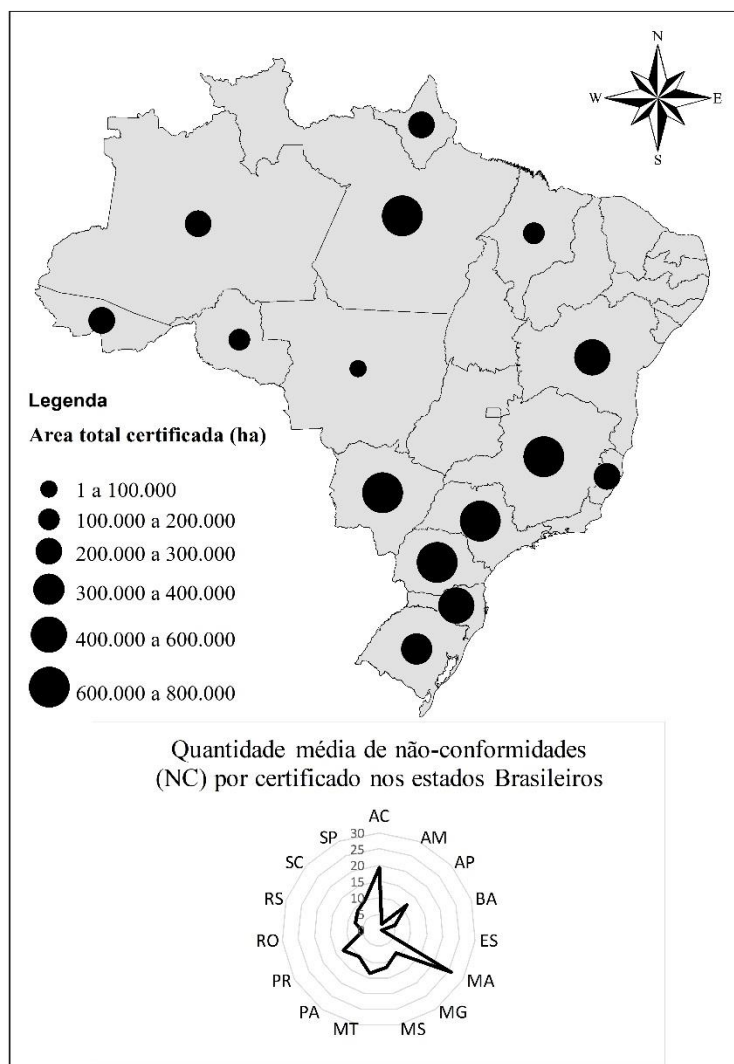 N
W E
S
Legenda
Area total certificada (ha)
1 a 100.000
100.000 a 200.000
200.000 a 300.000
300.000 a 400.000
400.000 a 600.000
600.000 a 800.000
Quantidade média de não-conformidades
(NC) por certificado nos estados Brasileiros
AC
SP 30 AM
25
SC 20 AP
15
10
RS 5 BA
RO 0 ES
PR MA
PA MG
MT MS